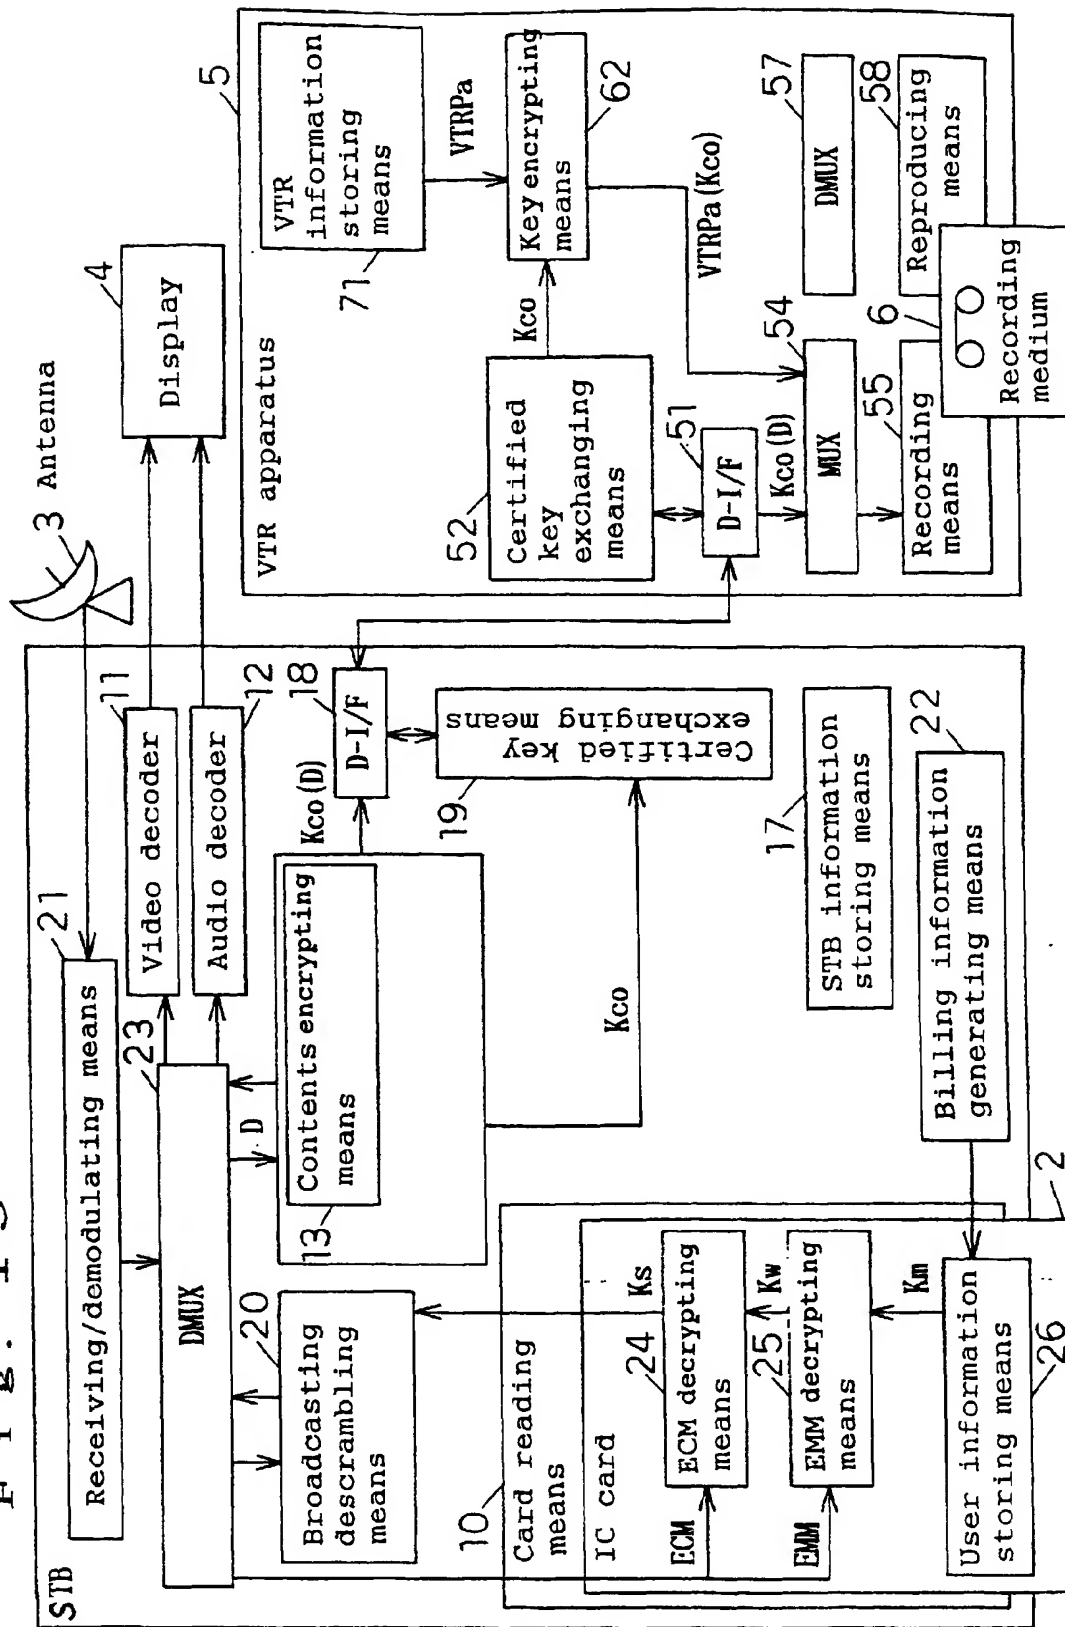 STB
21
Receiving/demodulating means
3 Antenna
4
Display
23
DMUX
11
Video decoder
12
Audio decoder
D
20
Broadcasting
descrambling
means
Contents encrypting
means
13
Kco(D)
18
D-I/F
19
Certified key
exchanging means
Kco
10
Card reading
means
IC card
ECM
ECM decrypting
means
24
Ks
EMM
EMM decrypting
means
25
Kw
Km
User information
storing means
26
2
17
STB information
storing means
22
Billing information
generating means
5
VTR apparatus
VTR
information
storing
means
71
VTRPa
Key encrypting
means
62
Kco
52
Certified
key
exchanging
means
VTRPa(Kco)
51
D-I/F
Kco(D)
54
MUX
57
DMUX
55
Recording
means
58
Reproducing
means
6
Recording
medium